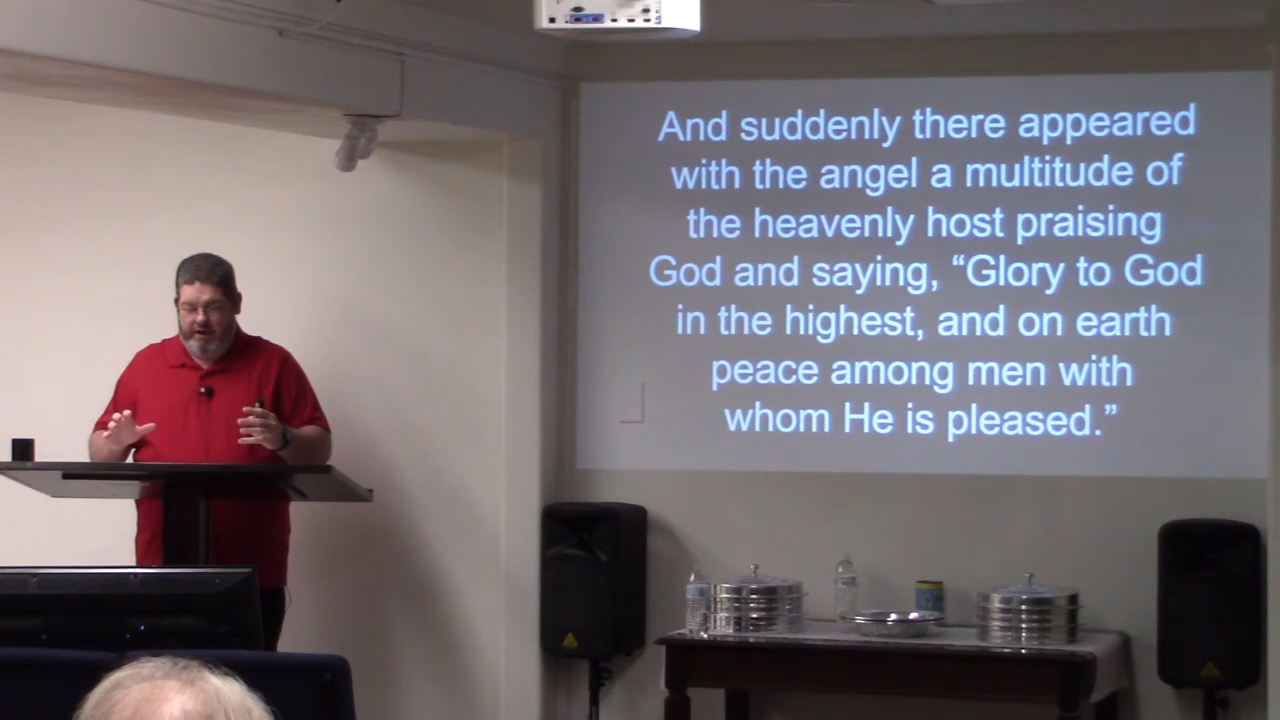 And suddenly there appeared
with the angel a multitude of
the heavenly host praising
God and saying, “Glory to God
in the highest, and on earth
peace among men with
whom He is pleased.”